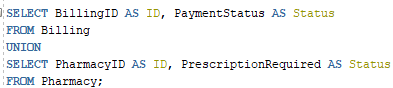 SELECT BillingID AS ID, PaymentStatus AS Status
FROM Billing
UNION
SELECT PharmacyID AS ID, PrescriptionRequired AS Status
FROM Pharmacy;